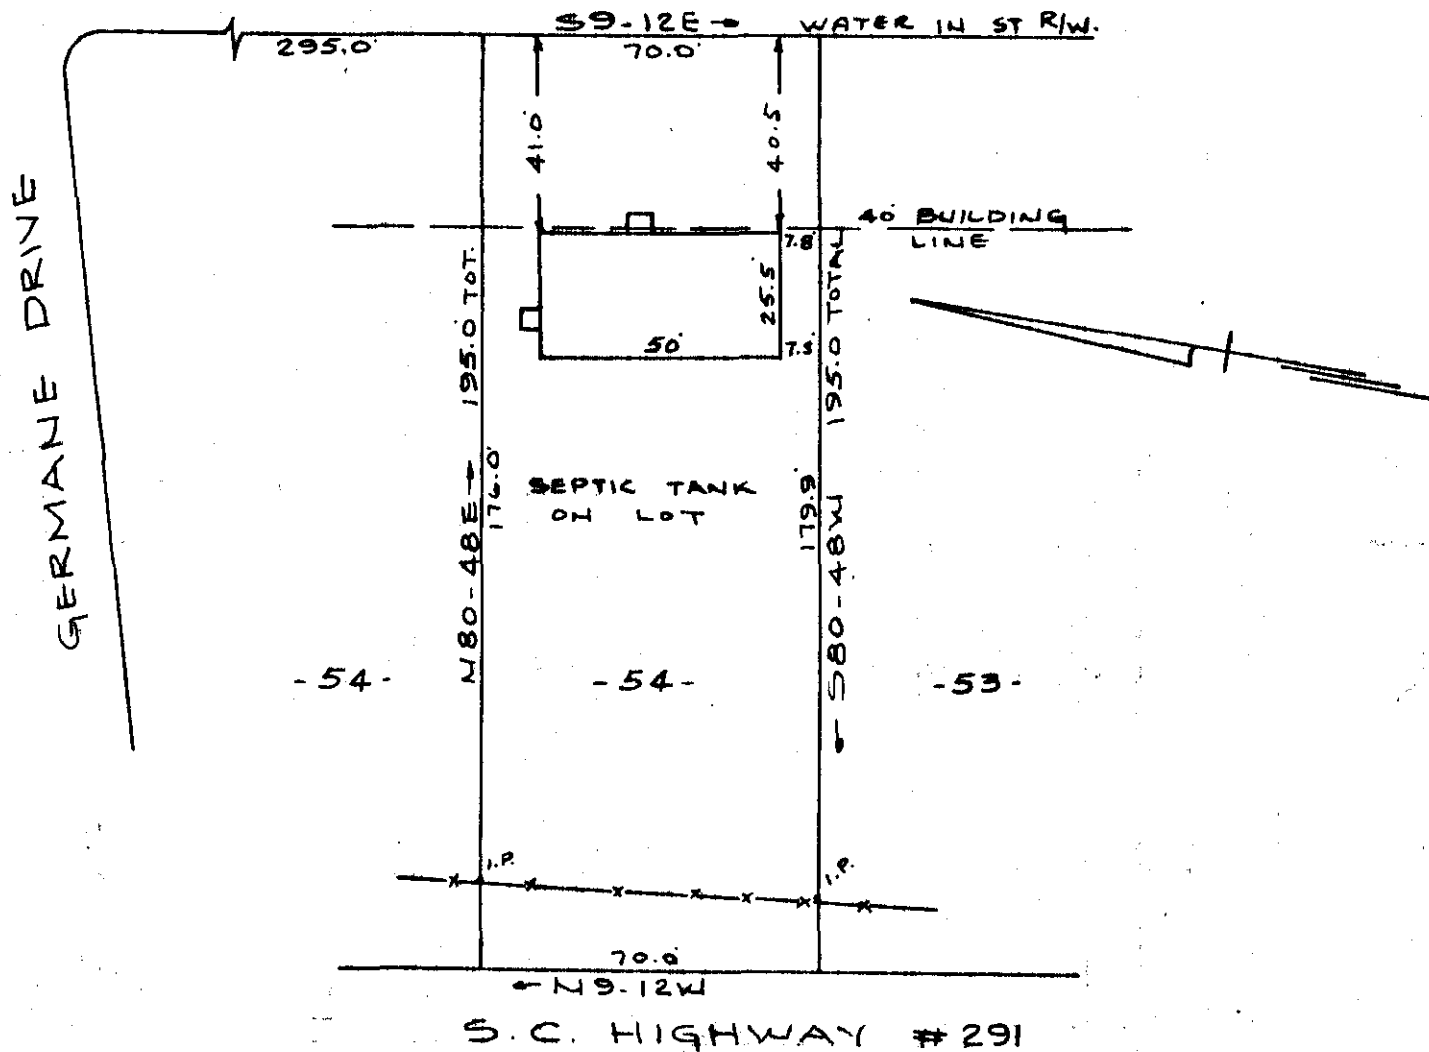 S9-12E → WATER IN ST R/W.
295.0'
70.0'
41.0'
40.5
40' BUILDING
LINE
7.8'
25.5
50'
7.5'
195.0 TOT.
195.0 TOTAL
GERMANE DRIVE
N80-48E →
176.0'
SEPTIC TANK
ON LOT
179.9
← S80-48W
-54-
-54-
-53-
I.P.
I.P.
70.0'
← N9-12W
S.C. HIGHWAY #291